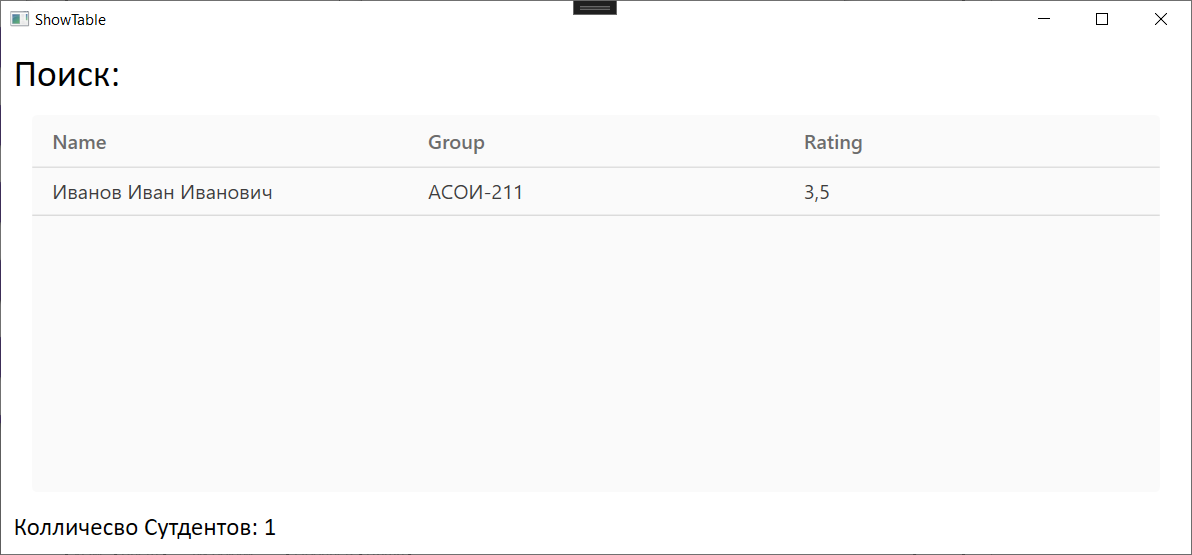 ShowTable
Поиск:
Name Group Rating
Иванов Иван Иванович АСОИ-211 3,5
Колличесво Сутдентов: 1